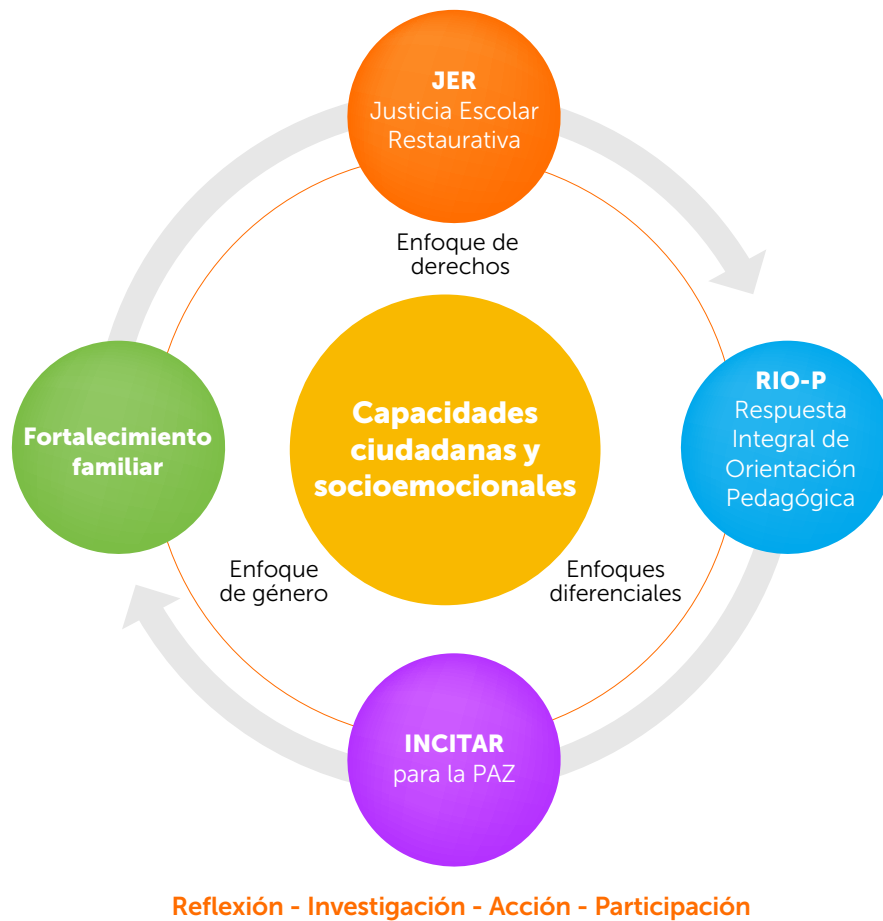 JER
Justicia Escolar
Restaurativa
Enfoque de
derechos
Fortalecimiento
familiar
Capacidades
ciudadanas y
socioemocionales
RIO-P
Respuesta
Integral de
Orientación
Pedagógica
Enfoque
de género
Enfoques
diferenciales
INCITAR
para la PAZ
Reflexión - Investigación - Acción - Participación